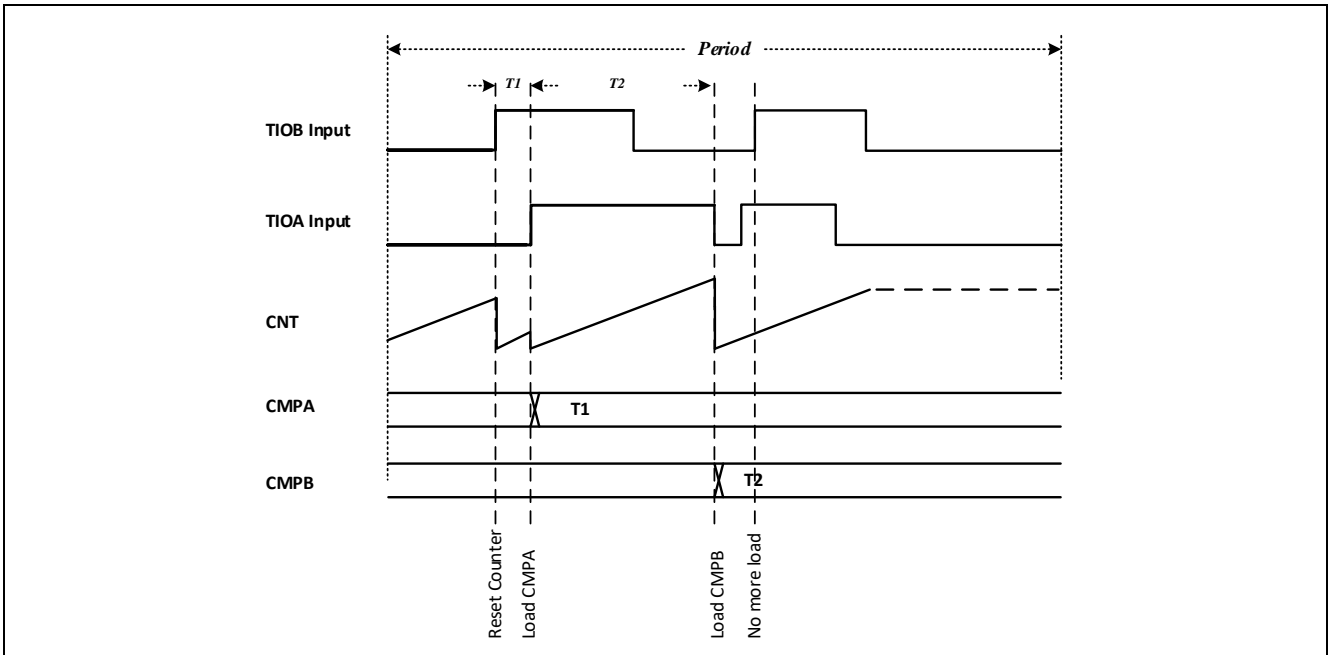 Period
T1
T2
TIOB Input
TIOA Input
CNT
CMPA
T1
CMPB
T2
Reset Counter
Load CMPA
Load CMPB
No more load